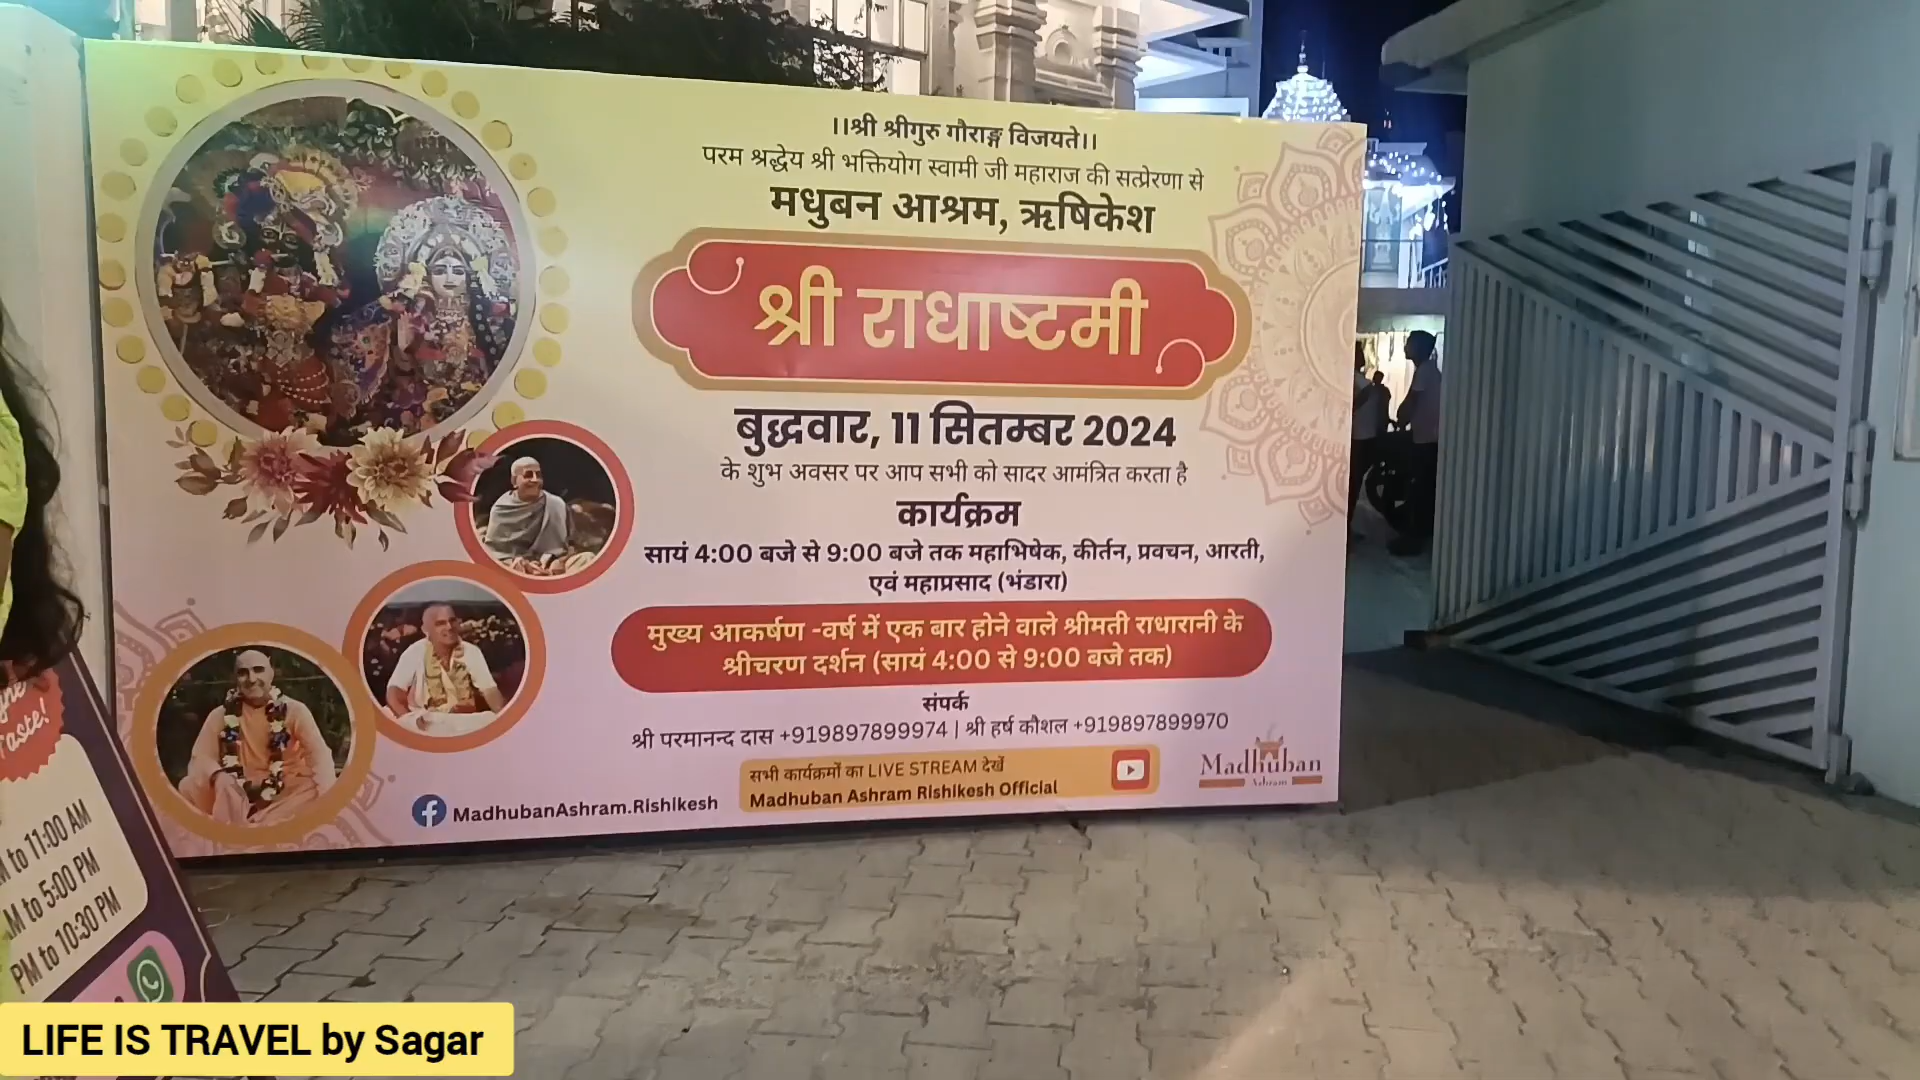 ।।श्री श्रीगुरु गौराङ्ग विजयते।।
परम श्रद्धेय श्री भक्तियोग स्वामी जी महाराज की सत्प्रेरणा से
मधुबन आश्रम, ऋषिकेश
श्री राधाष्टमी
बुद्धवार, 11 सितम्बर 2024
के शुभ अवसर पर आप सभी को सादर आमंत्रित करता है
कार्यक्रम
सायं 4:00 बजे से 9:00 बजे तक महाभिषेक, कीर्तन, प्रवचन, आरती,
एवं महाप्रसाद (भंडारा)
मुख्य आकर्षण -वर्ष में एक बार होने वाले श्रीमती राधारानी के
श्रीचरण दर्शन (सायं 4:00 से 9:00 बजे तक)
संपर्क
श्री परमानन्द दास +919897899974 | श्री हर्ष कौशल +919897899970
सभी कार्यक्रमों का LIVE STREAM देखें
Madhuban Ashram Rishikesh Official
MadhubanAshram.Rishikesh
Madhuban
Ashram
Taste!
to 11:00 AM
AM to 5:00 PM
PM to 10:30 PM
LIFE IS TRAVEL by Sagar